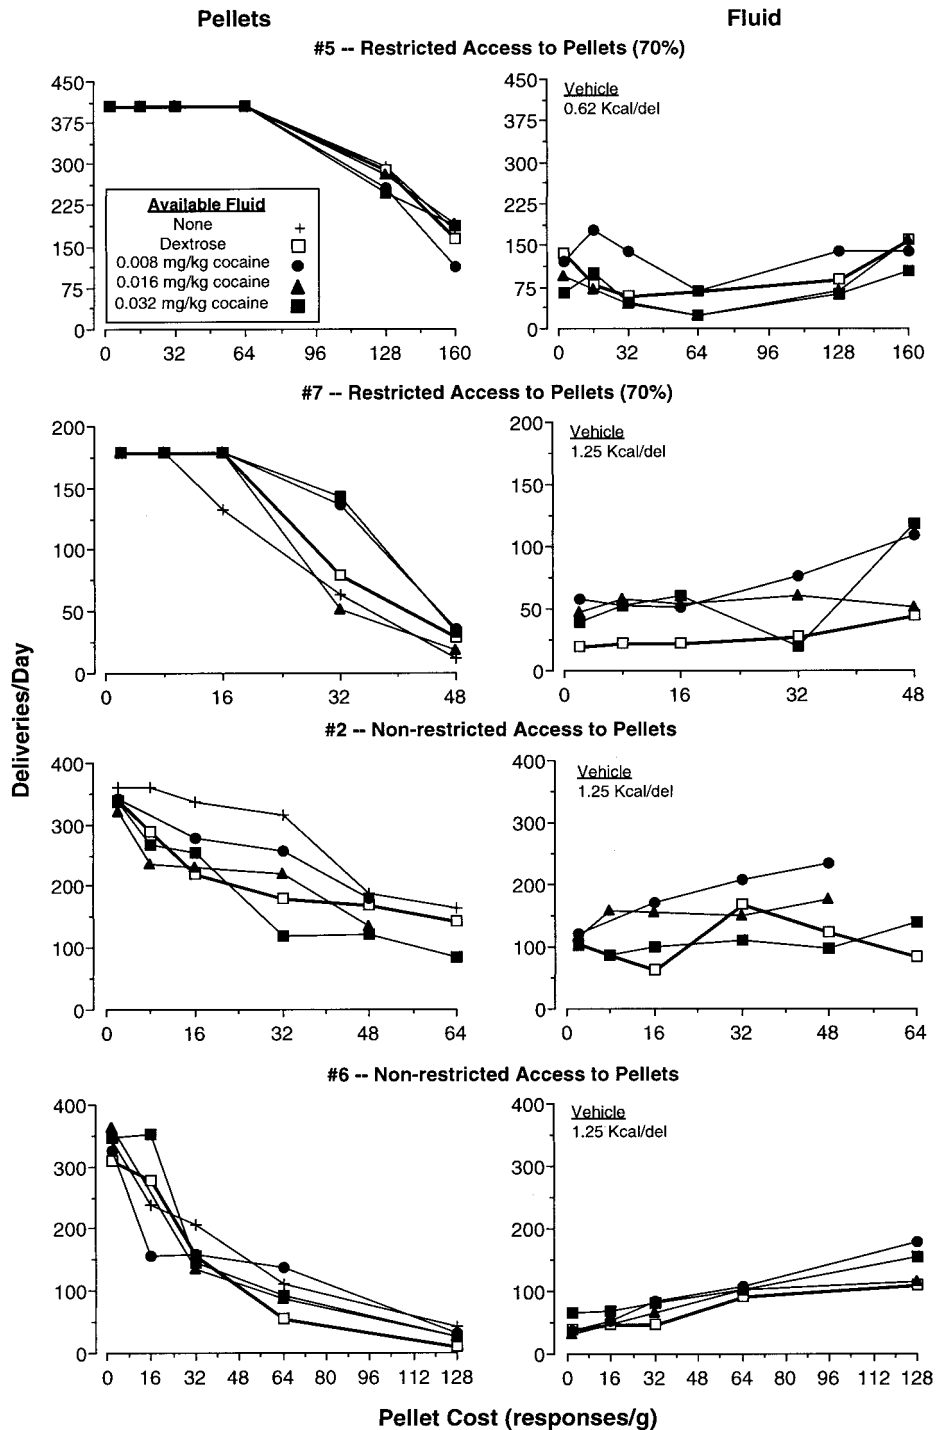 Pellets Fluid
#5 -- Restricted Access to Pellets (70%)
450
375
300
225
150
75
0
0 32 64 96 128 160
Available Fluid
None
Dextrose
0.008 mg/kg cocaine
0.016 mg/kg cocaine
0.032 mg/kg cocaine
450
375
300
225
150
75
0
0 32 64 96 128 160
Vehicle
0.62 Kcal/del
#7 -- Restricted Access to Pellets (70%)
200
150
100
50
0
0 16 32 48
200
150
100
50
0
0 16 32 48
Vehicle
1.25 Kcal/del
Deliveries/Day
#2 -- Non-restricted Access to Pellets
400
300
200
100
0
0 16 32 48 64
400
300
200
100
0
0 16 32 48 64
Vehicle
1.25 Kcal/del
#6 -- Non-restricted Access to Pellets
400
300
200
100
0
0 16 32 48 64 80 96 112 128
400
300
200
100
0
0 16 32 48 64 80 96 112 128
Vehicle
1.25 Kcal/del
Pellet Cost (responses/g)